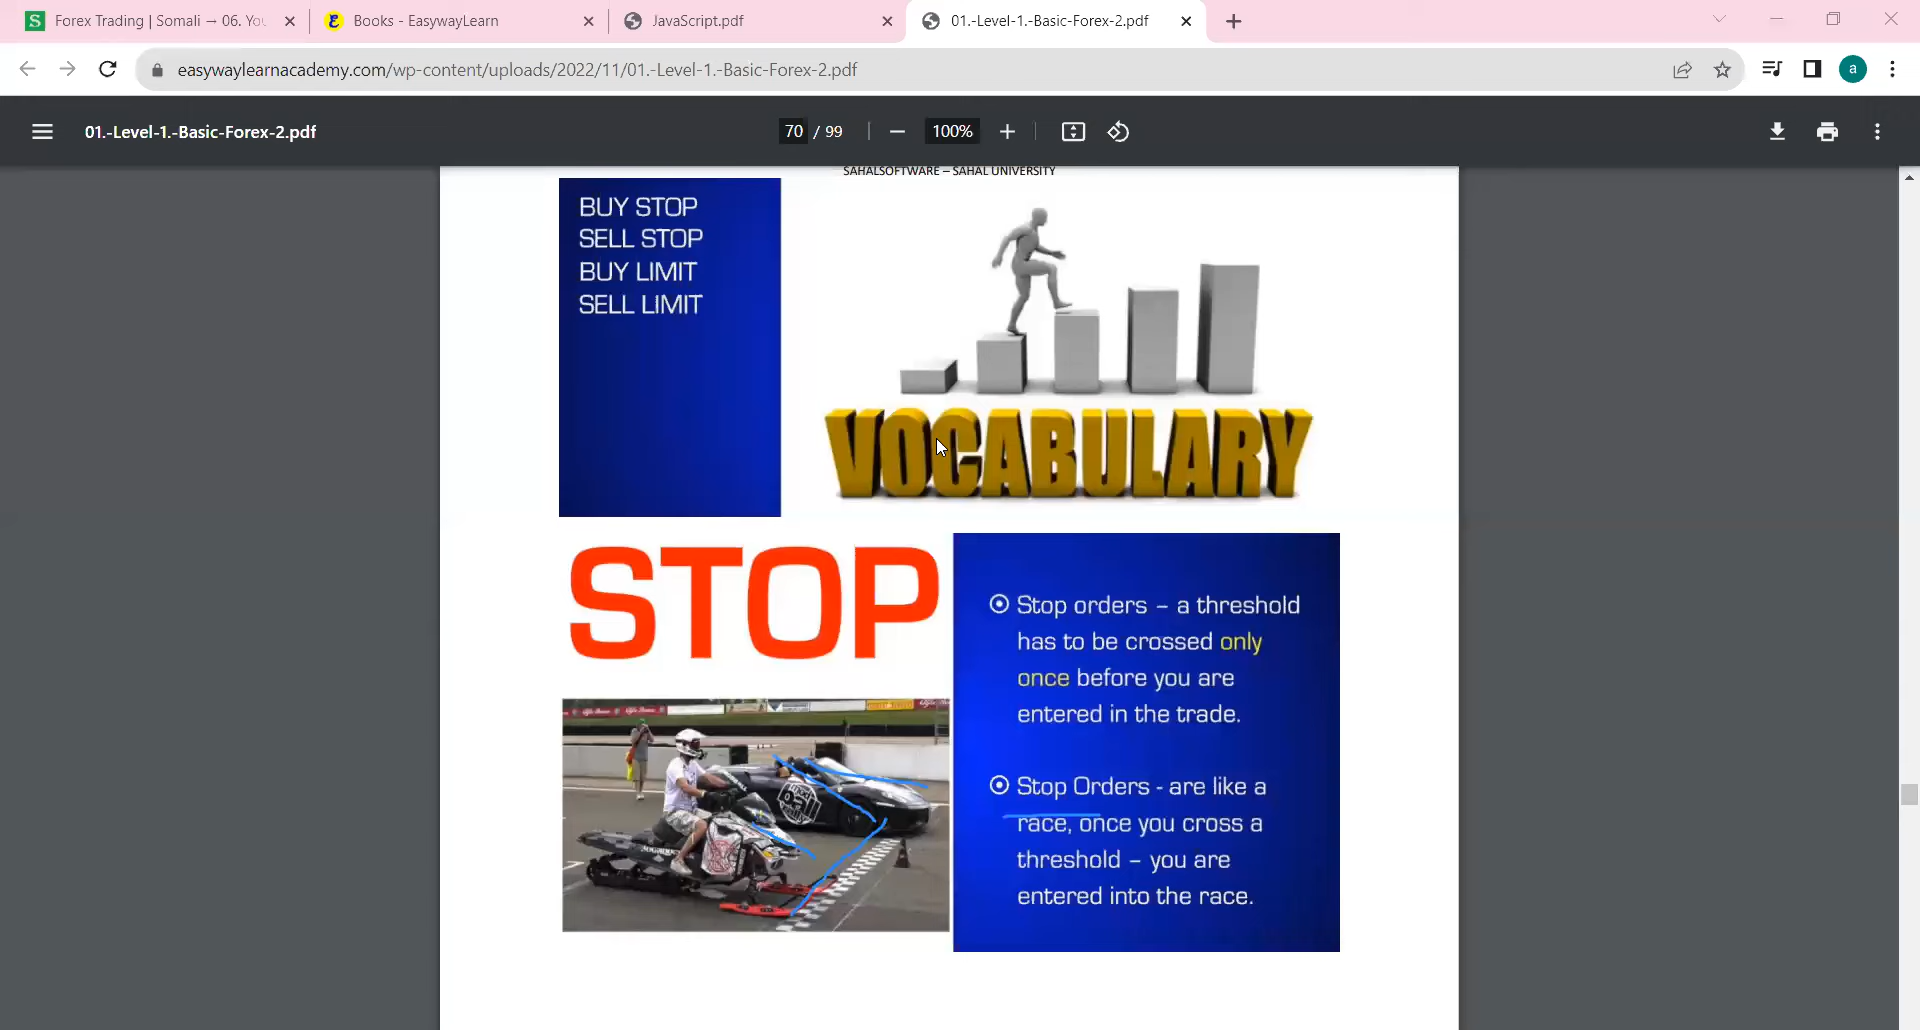 Forex Trading | Somali → 06. You
Books - EasywayLearn
JavaScript.pdf
01.-Level-1.-Basic-Forex-2.pdf
easywaylearnacademy.com/wp-content/uploads/2022/11/01.-Level-1.-Basic-Forex-2.pdf
a
01.-Level-1.-Basic-Forex-2.pdf
70 / 99
100%
SAHALSOFTWARE – SAHAL UNIVERSITY
BUY STOP
SELL STOP
BUY LIMIT
SELL LIMIT
VOCABULARY
STOP
Stop orders – a threshold
has to be crossed only
once before you are
entered in the trade.
Stop Orders - are like a
race, once you cross a
threshold – you are
entered into the race.